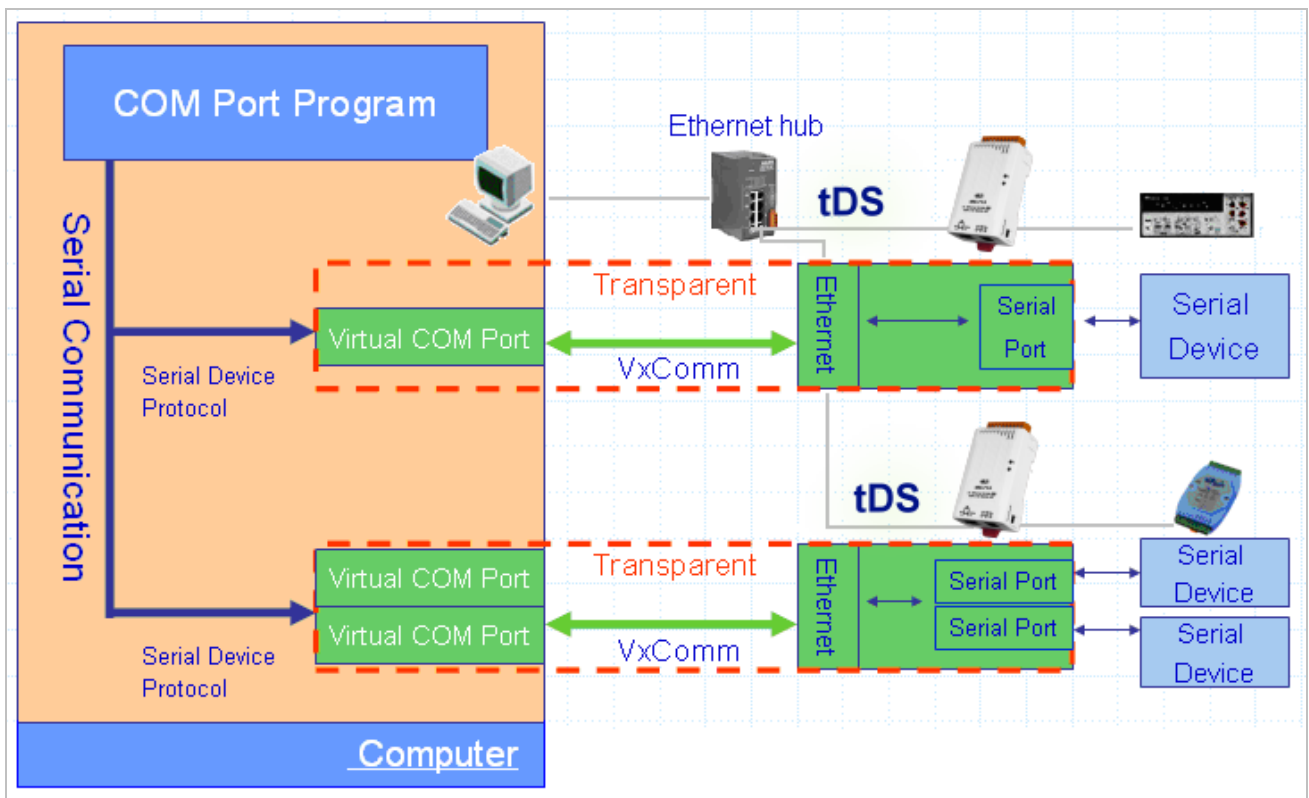 COM Port Program
Ethernet hub
tDS
Serial Communication
Transparent
Virtual COM Port
VxComm
Ethernet
Serial
Port
Serial
Device
Serial Device
Protocol
tDS
Transparent
Virtual COM Port
Virtual COM Port
VxComm
Ethernet
Serial Port
Serial Port
Serial
Device
Serial
Device
Serial Device
Protocol
Computer